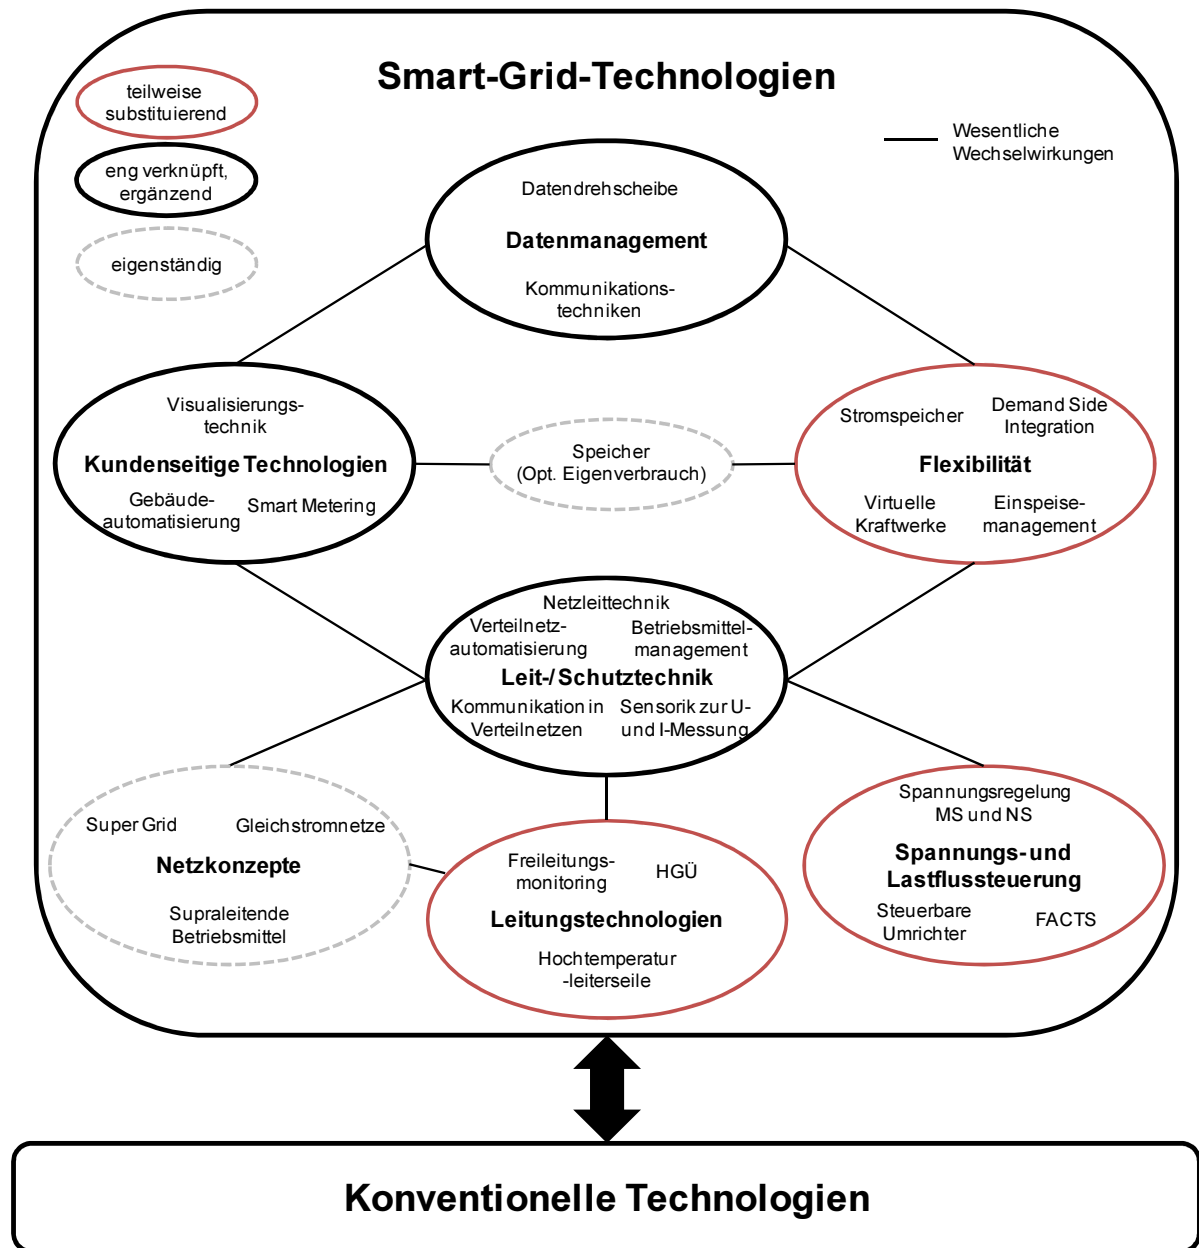 Smart-Grid-Technologien
teilweise
substituierend
eng verknüpft,
ergänzend
eigenständig
Wesentliche
Wechselwirkungen
Datendrehscheibe
Datenmanagement
Kommunikations-
techniken
Visualisierungs-
technik
Kundenseitige Technologien
Gebäude-
automatisierung
Smart Metering
Speicher
(Opt. Eigenverbrauch)
Stromspeicher
Demand Side
Integration
Flexibilität
Virtuelle
Kraftwerke
Einspeise-
management
Netzleittechnik
Verteilnetz-
automatisierung
Betriebsmittel-
management
Leit-/ Schutztechnik
Kommunikation in
Verteilnetzen
Sensorik zur U-
und I-Messung
Super Grid
Gleichstromnetze
Netzkonzepte
Supraleitende
Betriebsmittel
Freileitungs-
monitoring
HGÜ
Leitungstechnologien
Hochtemperatur
-leiterseile
Spannungsregelung
MS und NS
Spannungs- und
Lastflussteuerung
Steuerbare
Umrichter
FACTS
Konventionelle Technologien